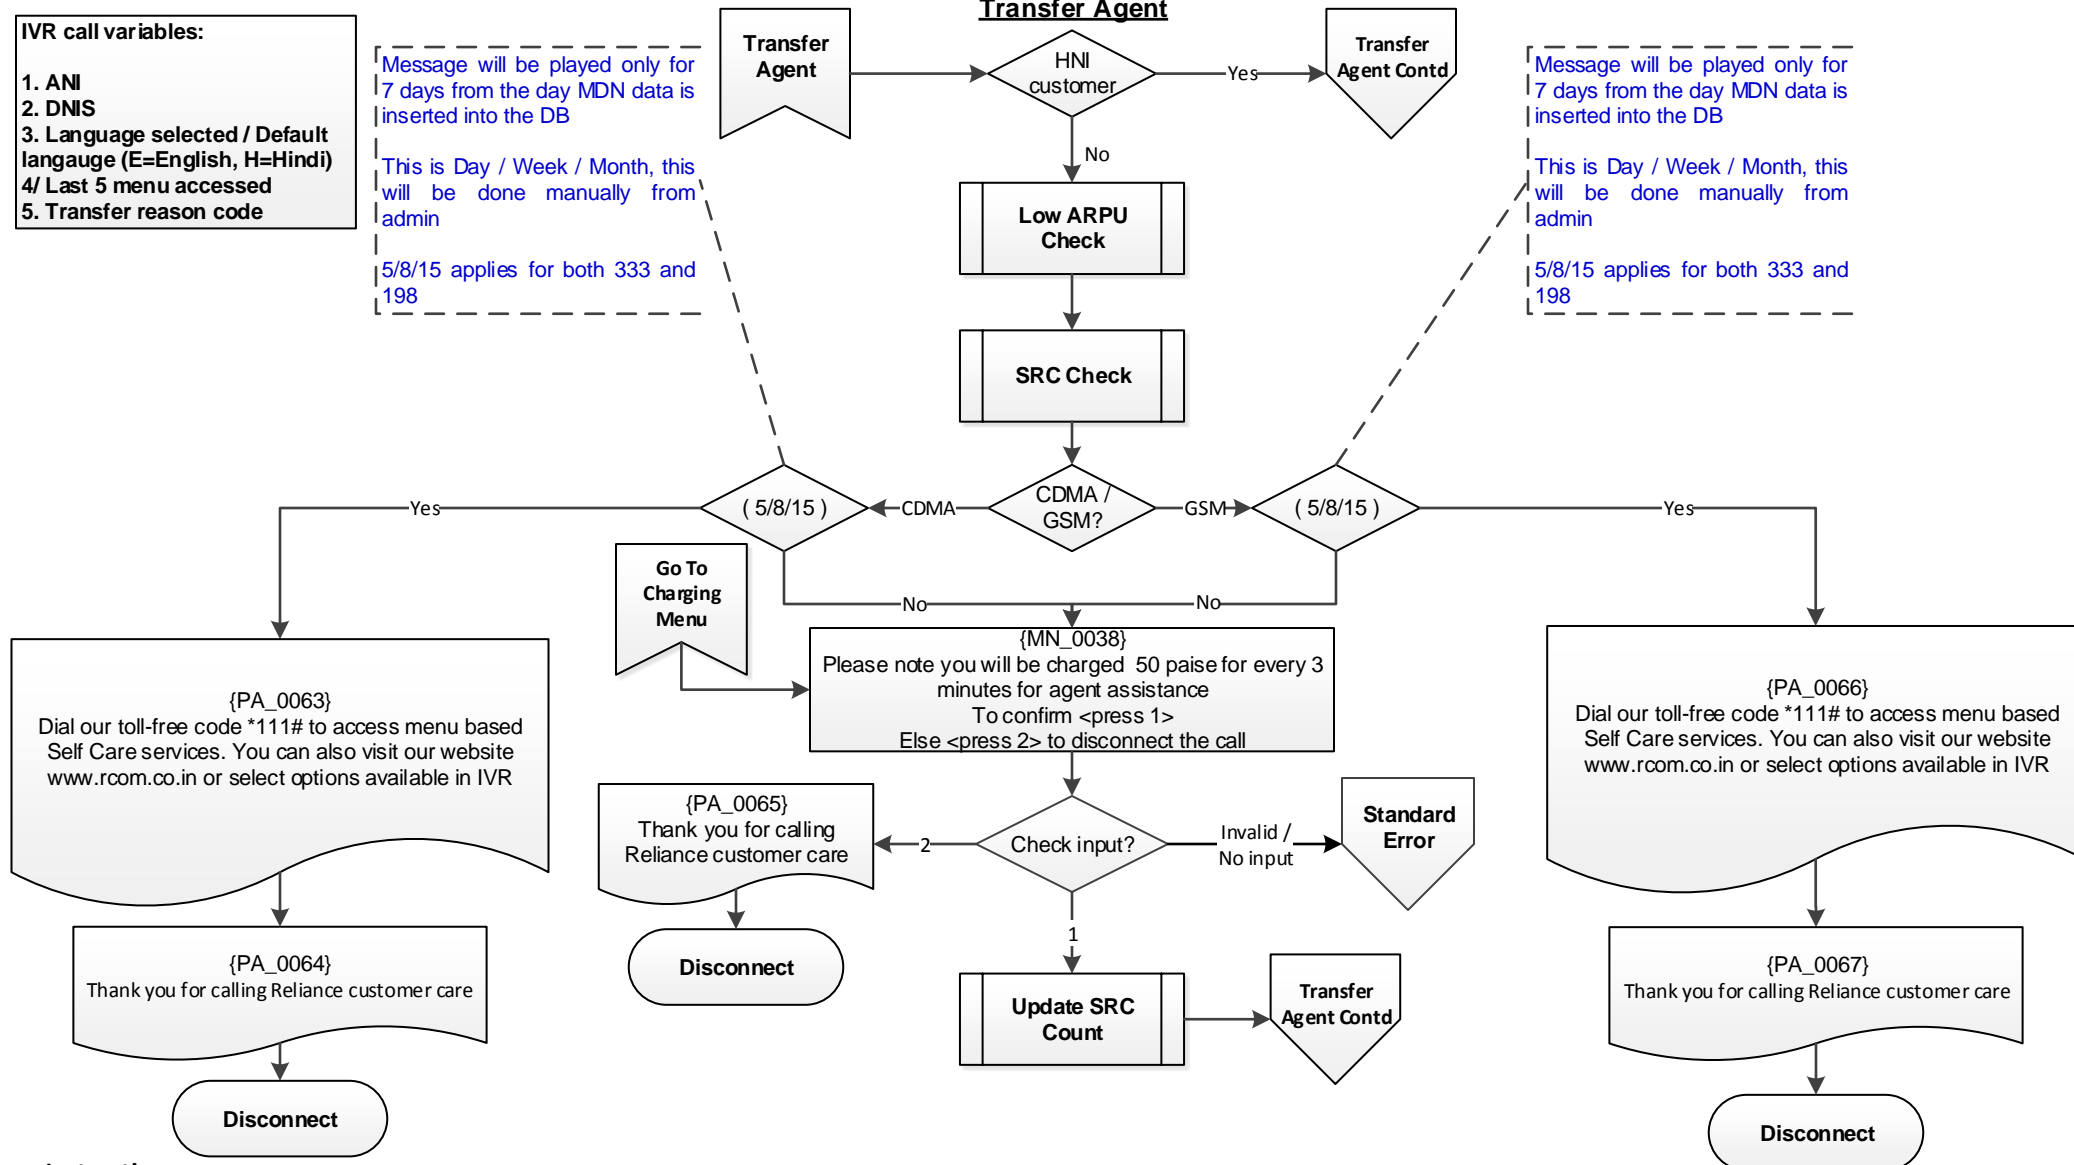 Transfer Agent
IVR call variables:
1. ANI
2. DNIS
3. Language selected / Default
langauge (E=English, H=Hindi)
4/ Last 5 menu accessed
5. Transfer reason code
Message will be played only for
7 days from the day MDN data is
inserted into the DB
This is Day / Week / Month, this
will be done manually from
admin
5/8/15 applies for both 333 and
198
Transfer
Agent
HNI
customer
Yes
Transfer
Agent Contd
Message will be played only for
7 days from the day MDN data is
inserted into the DB
This is Day / Week / Month, this
will be done manually from
admin
5/8/15 applies for both 333 and
198
No
Low ARPU
Check
SRC Check
Yes
( 5/8/15 )
CDMA
CDMA /
GSM?
GSM
( 5/8/15 )
Yes
Go To
Charging
Menu
No
No
{MN_0038}
Please note you will be charged 50 paise for every 3
minutes for agent assistance
To confirm <press 1>
Else <press 2> to disconnect the call
{PA_0063}
Dial our toll-free code *111# to access menu based
Self Care services. You can also visit our website
www.rcom.co.in or select options available in IVR
{PA_0066}
Dial our toll-free code *111# to access menu based
Self Care services. You can also visit our website
www.rcom.co.in or select options available in IVR
{PA_0065}
Thank you for calling
Reliance customer care
2
Check input?
Invalid /
No input
Standard
Error
1
Disconnect
{PA_0064}
Thank you for calling Reliance customer care
Update SRC
Count
Transfer
Agent Contd
{PA_0067}
Thank you for calling Reliance customer care
Disconnect
Disconnect